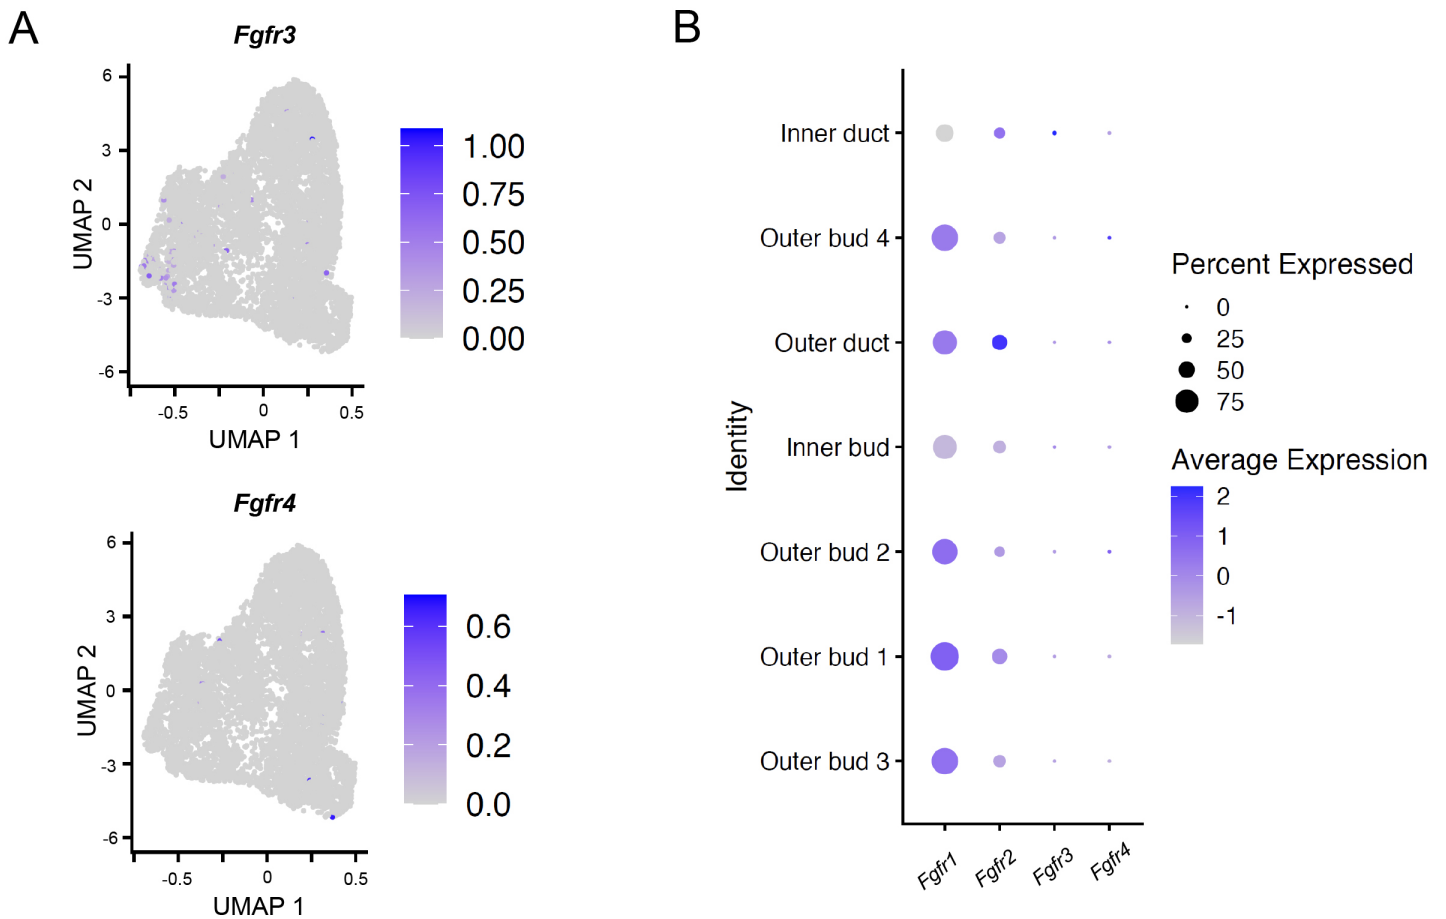 A
Fgfr3
6
3
0
-3
-6
UMAP 2
-0.5 0 0.5
UMAP 1
1.00
0.75
0.50
0.25
0.00
Fgfr4
6
3
0
-3
-6
UMAP 2
-0.5 0 0.5
UMAP 1
0.6
0.4
0.2
0.0
B
Identity
Inner duct
Outer bud 4
Outer duct
Inner bud
Outer bud 2
Outer bud 1
Outer bud 3
Fgfr1 Fgfr2 Fgfr3 Fgfr4
Percent Expressed
0
25
50
75
Average Expression
2
1
0
-1